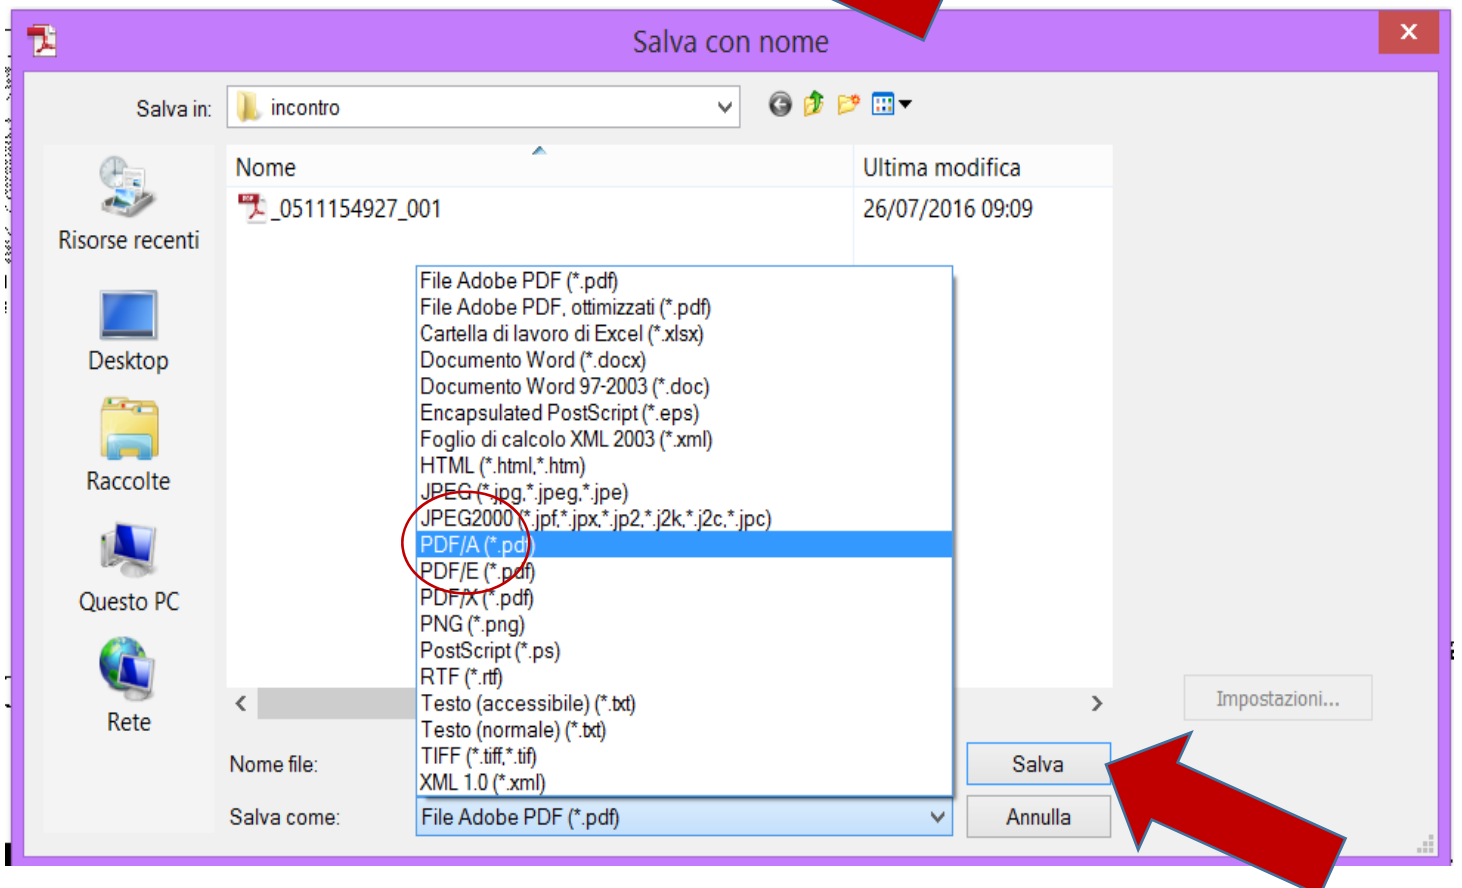 Salva con nome
x
Salva in:
incontro
Nome
Ultima modifica
_0511154927_001
26/07/2016 09:09
Risorse recenti
Desktop
Raccolte
Questo PC
Rete
File Adobe PDF (*.pdf)
File Adobe PDF, ottimizzati (*.pdf)
Cartella di lavoro di Excel (*.xlsx)
Documento Word (*.docx)
Documento Word 97-2003 (*.doc)
Encapsulated PostScript (*.eps)
Foglio di calcolo XML 2003 (*.xml)
HTML (*.html,*.htm)
JPEG (*.jpg,*.jpeg,*.jpe)
JPEG2000 (*.jpf,*.jpx,*.jp2,*.j2k,*.j2c,*.jpc)
PDF/A (*.pdf)
PDF/E (*.pdf)
PDF/X (*.pdf)
PNG (*.png)
PostScript (*.ps)
RTF (*.rtf)
Testo (accessibile) (*.txt)
Testo (normale) (*.txt)
TIFF (*.tiff,*.tif)
XML 1.0 (*.xml)
Impostazioni...
Nome file:
Salva
Salva come:
File Adobe PDF (*.pdf)
Annulla